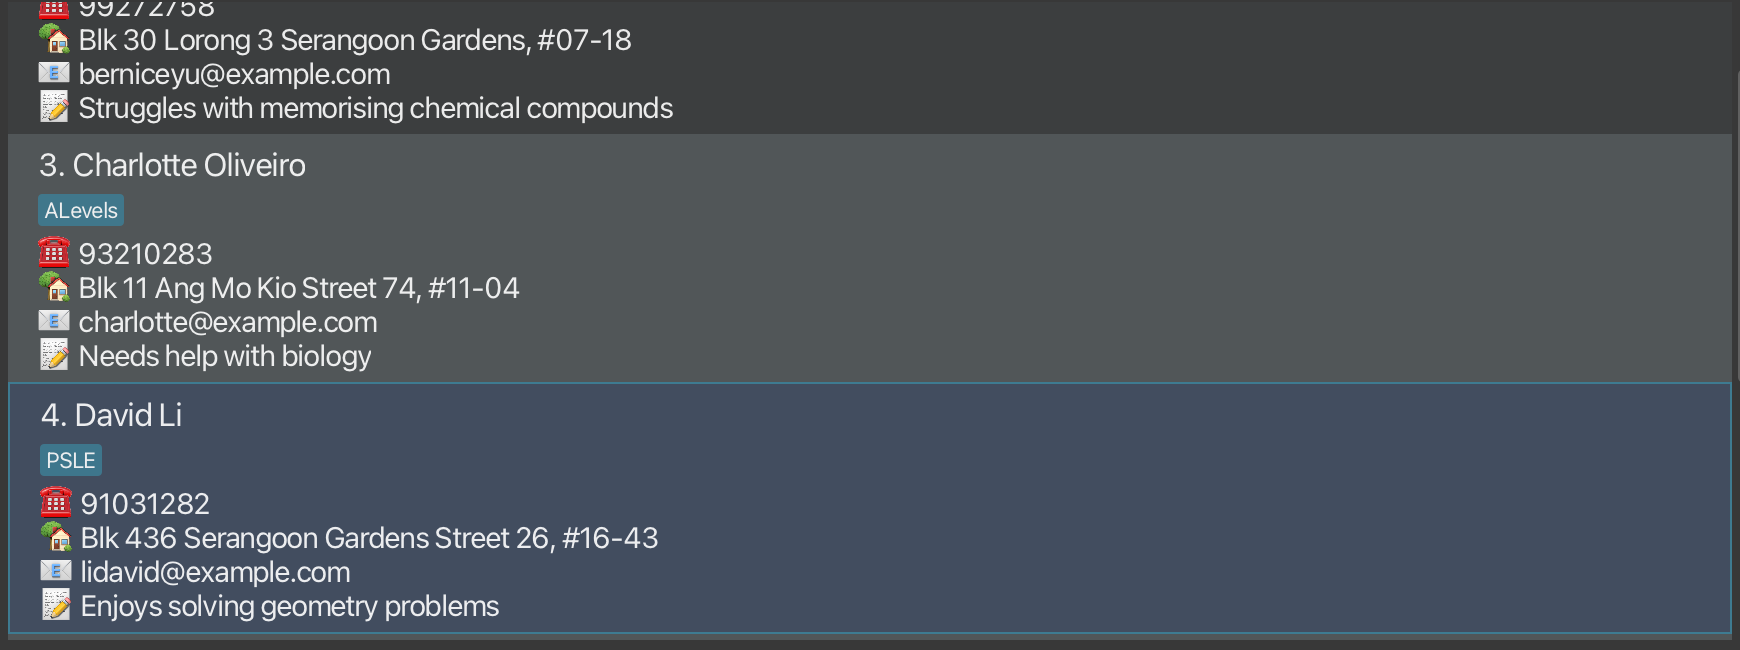 99272758
Blk 30 Lorong 3 Serangoon Gardens, #07-18
berniceyu@example.com
Struggles with memorising chemical compounds
3. Charlotte Oliveiro
ALevels
93210283
Blk 11 Ang Mo Kio Street 74, #11-04
charlotte@example.com
Needs help with biology
4. David Li
PSLE
91031282
Blk 436 Serangoon Gardens Street 26, #16-43
lidavid@example.com
Enjoys solving geometry problems